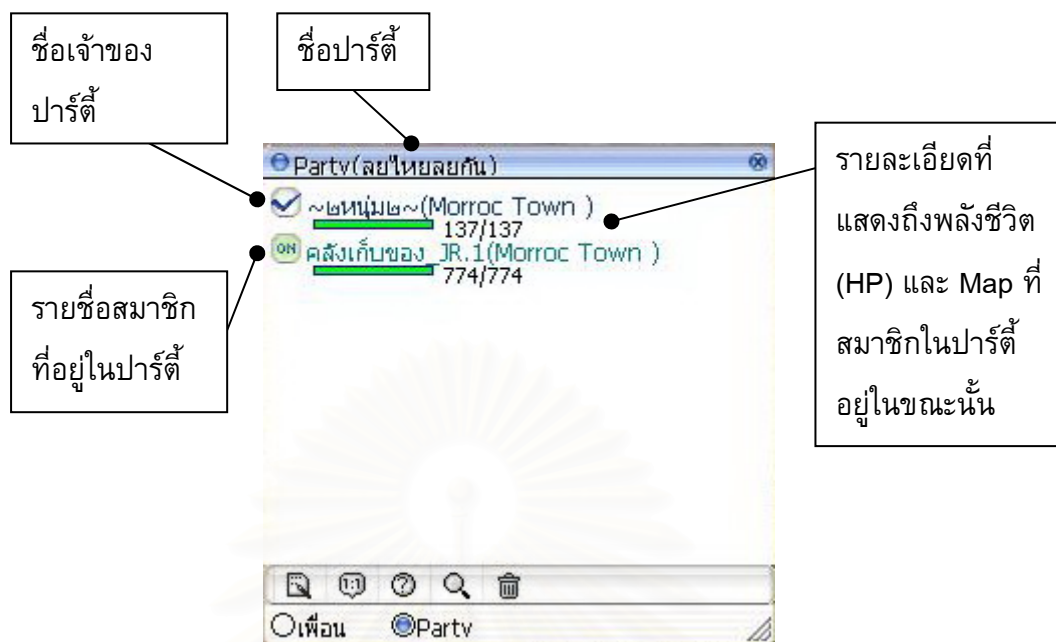 ชื่อเจ้าของ
ปาร์ตี้
ชื่อปาร์ตี้
Party(ลุยไหยลุยกัน)
~๒หนุ่ม๒~(Morroc Town )
137/137
ON
คลังเก็บของ_JR.1(Morroc Town )
774/774
รายชื่อสมาชิก
ที่อยู่ในปาร์ตี้
รายละเอียดที่
แสดงถึงพลังชีวิต
(HP) และ Map ที่
สมาชิกในปาร์ตี้
อยู่ในขณะนั้น
1:1
?
เพื่อน
Party